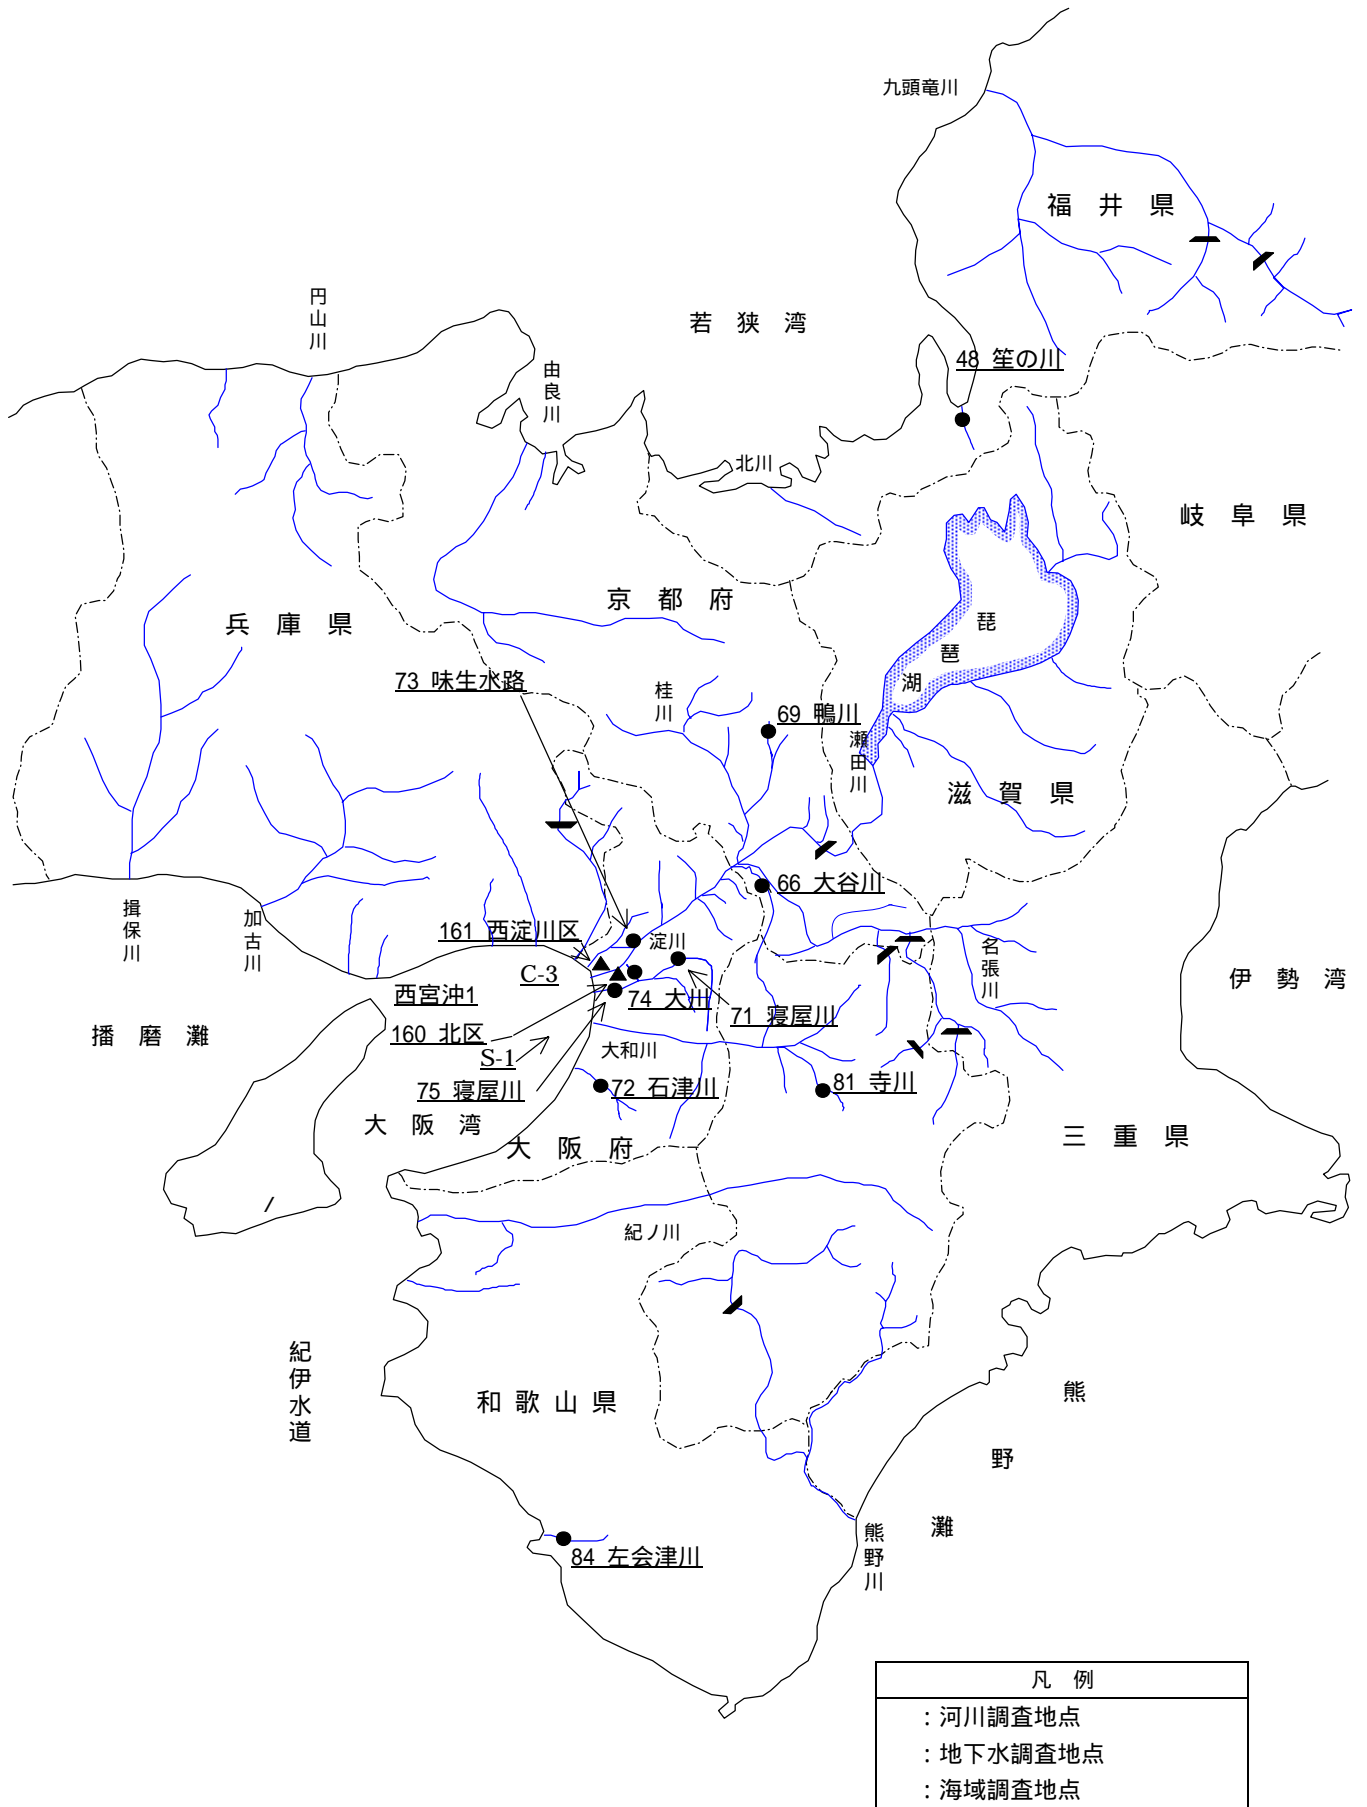 九頭竜川
福井県
円山川
若狭湾
48 笙の川
由良川
北川
岐阜県
京都府
兵庫県
琵琶湖
73 味生水路
桂川
69 鴨川
瀬田川
滋賀県
66 大谷川
揖保川
加古川
161 西淀川区
淀川
名張川
C-3
伊勢湾
西宮沖1
74 大川
71 寝屋川
160 北区
播磨灘
S-1
大和川
75 寝屋川
72 石津川
81 寺川
大阪湾
大阪府
三重県
紀ノ川
紀伊水道
和歌山県
熊野灘
熊野川
84 左会津川
凡例
：河川調査地点
：地下水調査地点
：海域調査地点